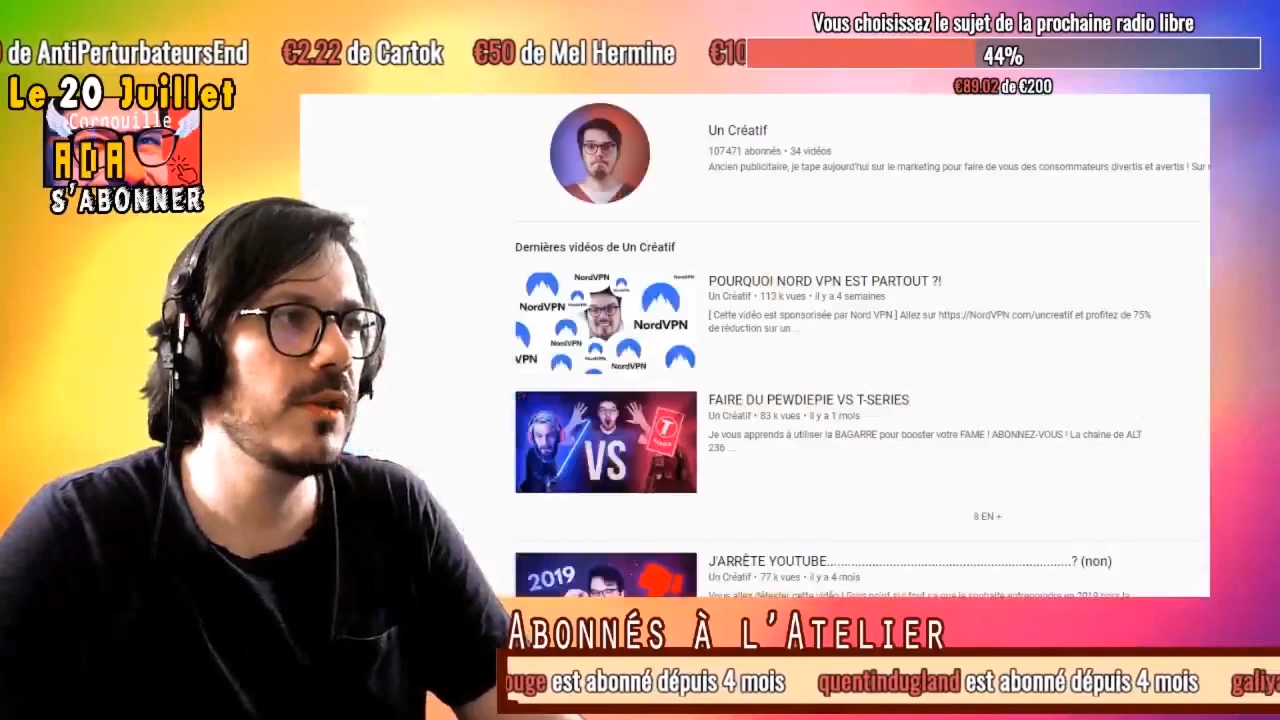 Vous choisissez le sujet de la prochaine radio libre
de AntiPerturbateursEnd €2.22 de Cartok €50 de Mel Hermine €10
44%
€89.02 de €200
Le 20 Juillet
Cornouille
ADA
S'ABONNER
Un Créatif
107 471 abonnés • 34 vidéos
Ancien publicitaire, je tape aujourd'hui sur le marketing pour faire de vous des consommateurs divertis et avertis ! Sur
Dernières vidéos de Un Créatif
NordVPN
NordVPN
NordVPN
NordVPN
NordVPN
VPN
NordVPN
POURQUOI NORD VPN EST PARTOUT ?!
Un Créatif • 113 k vues • il y a 4 semaines
[ Cette vidéo est sponsorisée par Nord VPN ] Allez sur https://NordVPN com/uncreatif et profitez de 75%
de réduction sur un ...
VS
FAIRE DU PEWDIEPIE VS T-SERIES
Un Créatif • 83 k vues • il y a 1 mois
Je vous apprends à utiliser la BAGARRE pour booster votre FAME ! ABONNEZ-VOUS ! La chaine de ALT
236 ...
8 EN +
2019
J'ARRÊTE YOUTUBE......................................................................? (non)
Un Créatif • 77 k vues • il y a 4 mois
Abonnés à l'Atelier
ouge est abonné dépuis 4 mois quentindugland est abonné dépuis 4 mois galiya